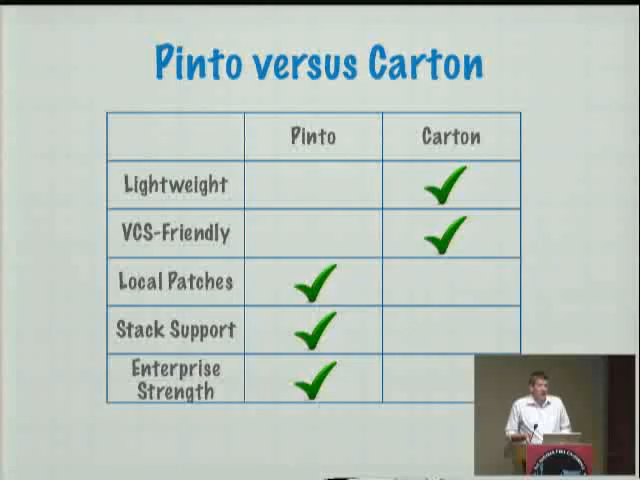 Pinto versus Carton
Pinto Carton
Lightweight
VCS-Friendly
Local Patches
Stack Support
Enterprise
Strength